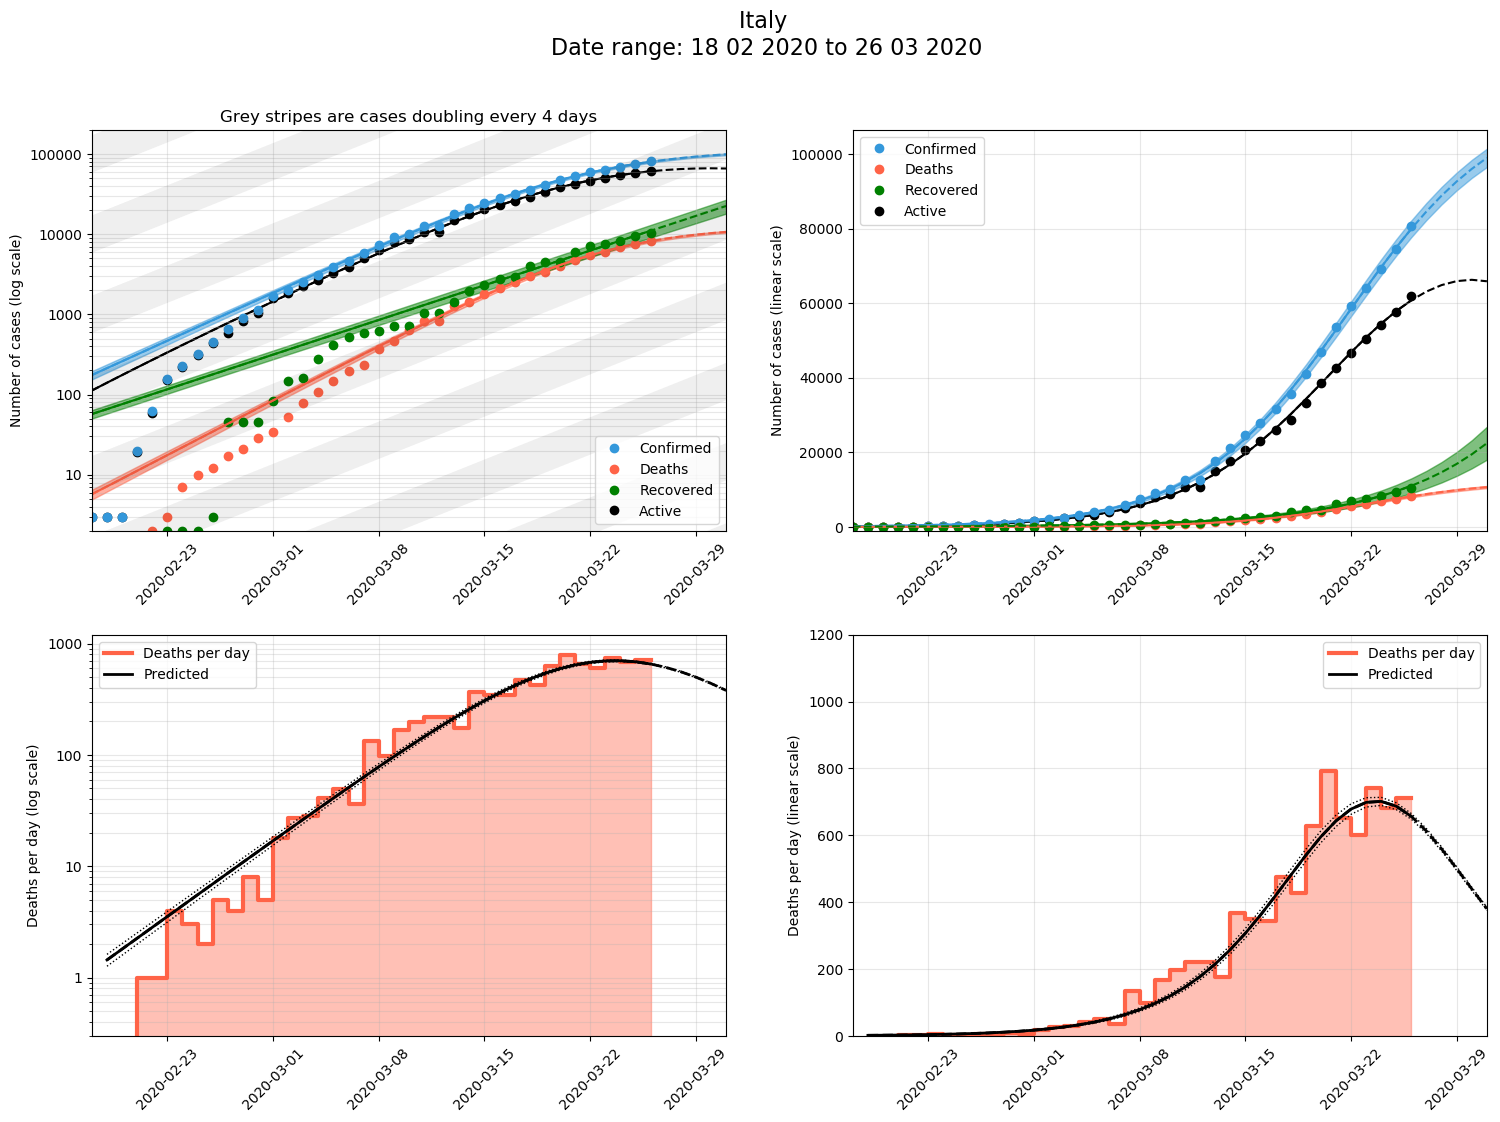 Italy
Date range: 18 02 2020 to 26 03 2020
Grey stripes are cases doubling every 4 days
Number of cases (log scale)
100000
10000
1000
100
10
Confirmed
Deaths
Recovered
Active
2020-02-23
2020-03-01
2020-03-08
2020-03-15
2020-03-22
2020-03-29
Number of cases (linear scale)
100000
80000
60000
40000
20000
0
Confirmed
Deaths
Recovered
Active
2020-02-23
2020-03-01
2020-03-08
2020-03-15
2020-03-22
2020-03-29
Deaths per day (log scale)
1000
100
10
1
Deaths per day
Predicted
2020-02-23
2020-03-01
2020-03-08
2020-03-15
2020-03-22
2020-03-29
Deaths per day (linear scale)
1200
1000
800
600
400
200
0
Deaths per day
Predicted
2020-02-23
2020-03-01
2020-03-08
2020-03-15
2020-03-22
2020-03-29